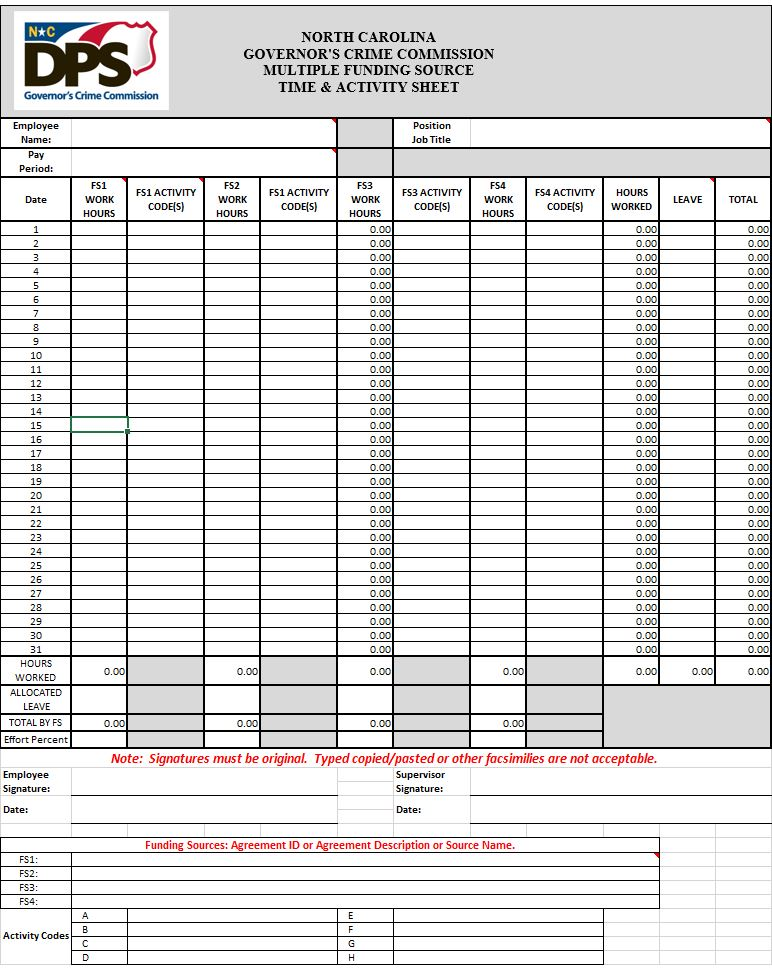 N★C
DPS
Governor's Crime Commission
NORTH CAROLINA
GOVERNOR'S CRIME COMMISSION
MULTIPLE FUNDING SOURCE
TIME & ACTIVITY SHEET
Employee Name: Position Job Title
Pay Period:
Date FS1 WORK HOURS FS1 ACTIVITY CODE(S) FS2 WORK HOURS FS1 ACTIVITY CODE(S) FS3 WORK HOURS FS3 ACTIVITY CODE(S) FS4 WORK HOURS FS4 ACTIVITY CODE(S) HOURS WORKED LEAVE TOTAL
1 0.00 0.00 0.00
2 0.00 0.00 0.00
3 0.00 0.00 0.00
4 0.00 0.00 0.00
5 0.00 0.00 0.00
6 0.00 0.00 0.00
7 0.00 0.00 0.00
8 0.00 0.00 0.00
9 0.00 0.00 0.00
10 0.00 0.00 0.00
11 0.00 0.00 0.00
12 0.00 0.00 0.00
13 0.00 0.00 0.00
14 0.00 0.00 0.00
15 0.00 0.00 0.00
16 0.00 0.00 0.00
17 0.00 0.00 0.00
18 0.00 0.00 0.00
19 0.00 0.00 0.00
20 0.00 0.00 0.00
21 0.00 0.00 0.00
22 0.00 0.00 0.00
23 0.00 0.00 0.00
24 0.00 0.00 0.00
25 0.00 0.00 0.00
26 0.00 0.00 0.00
27 0.00 0.00 0.00
28 0.00 0.00 0.00
29 0.00 0.00 0.00
30 0.00 0.00 0.00
31 0.00 0.00 0.00
HOURS WORKED 0.00 0.00 0.00 0.00 0.00 0.00 0.00
ALLOCATED LEAVE
TOTAL BY FS 0.00 0.00 0.00 0.00
Effort Percent
Note: Signatures must be original. Typed copied/pasted or other facsimilies are not acceptable.
Employee Signature: Supervisor Signature:
Date: Date:
Funding Sources: Agreement ID or Agreement Description or Source Name.
FS1:
FS2:
FS3:
FS4:
Activity Codes
A E
B F
C G
D H